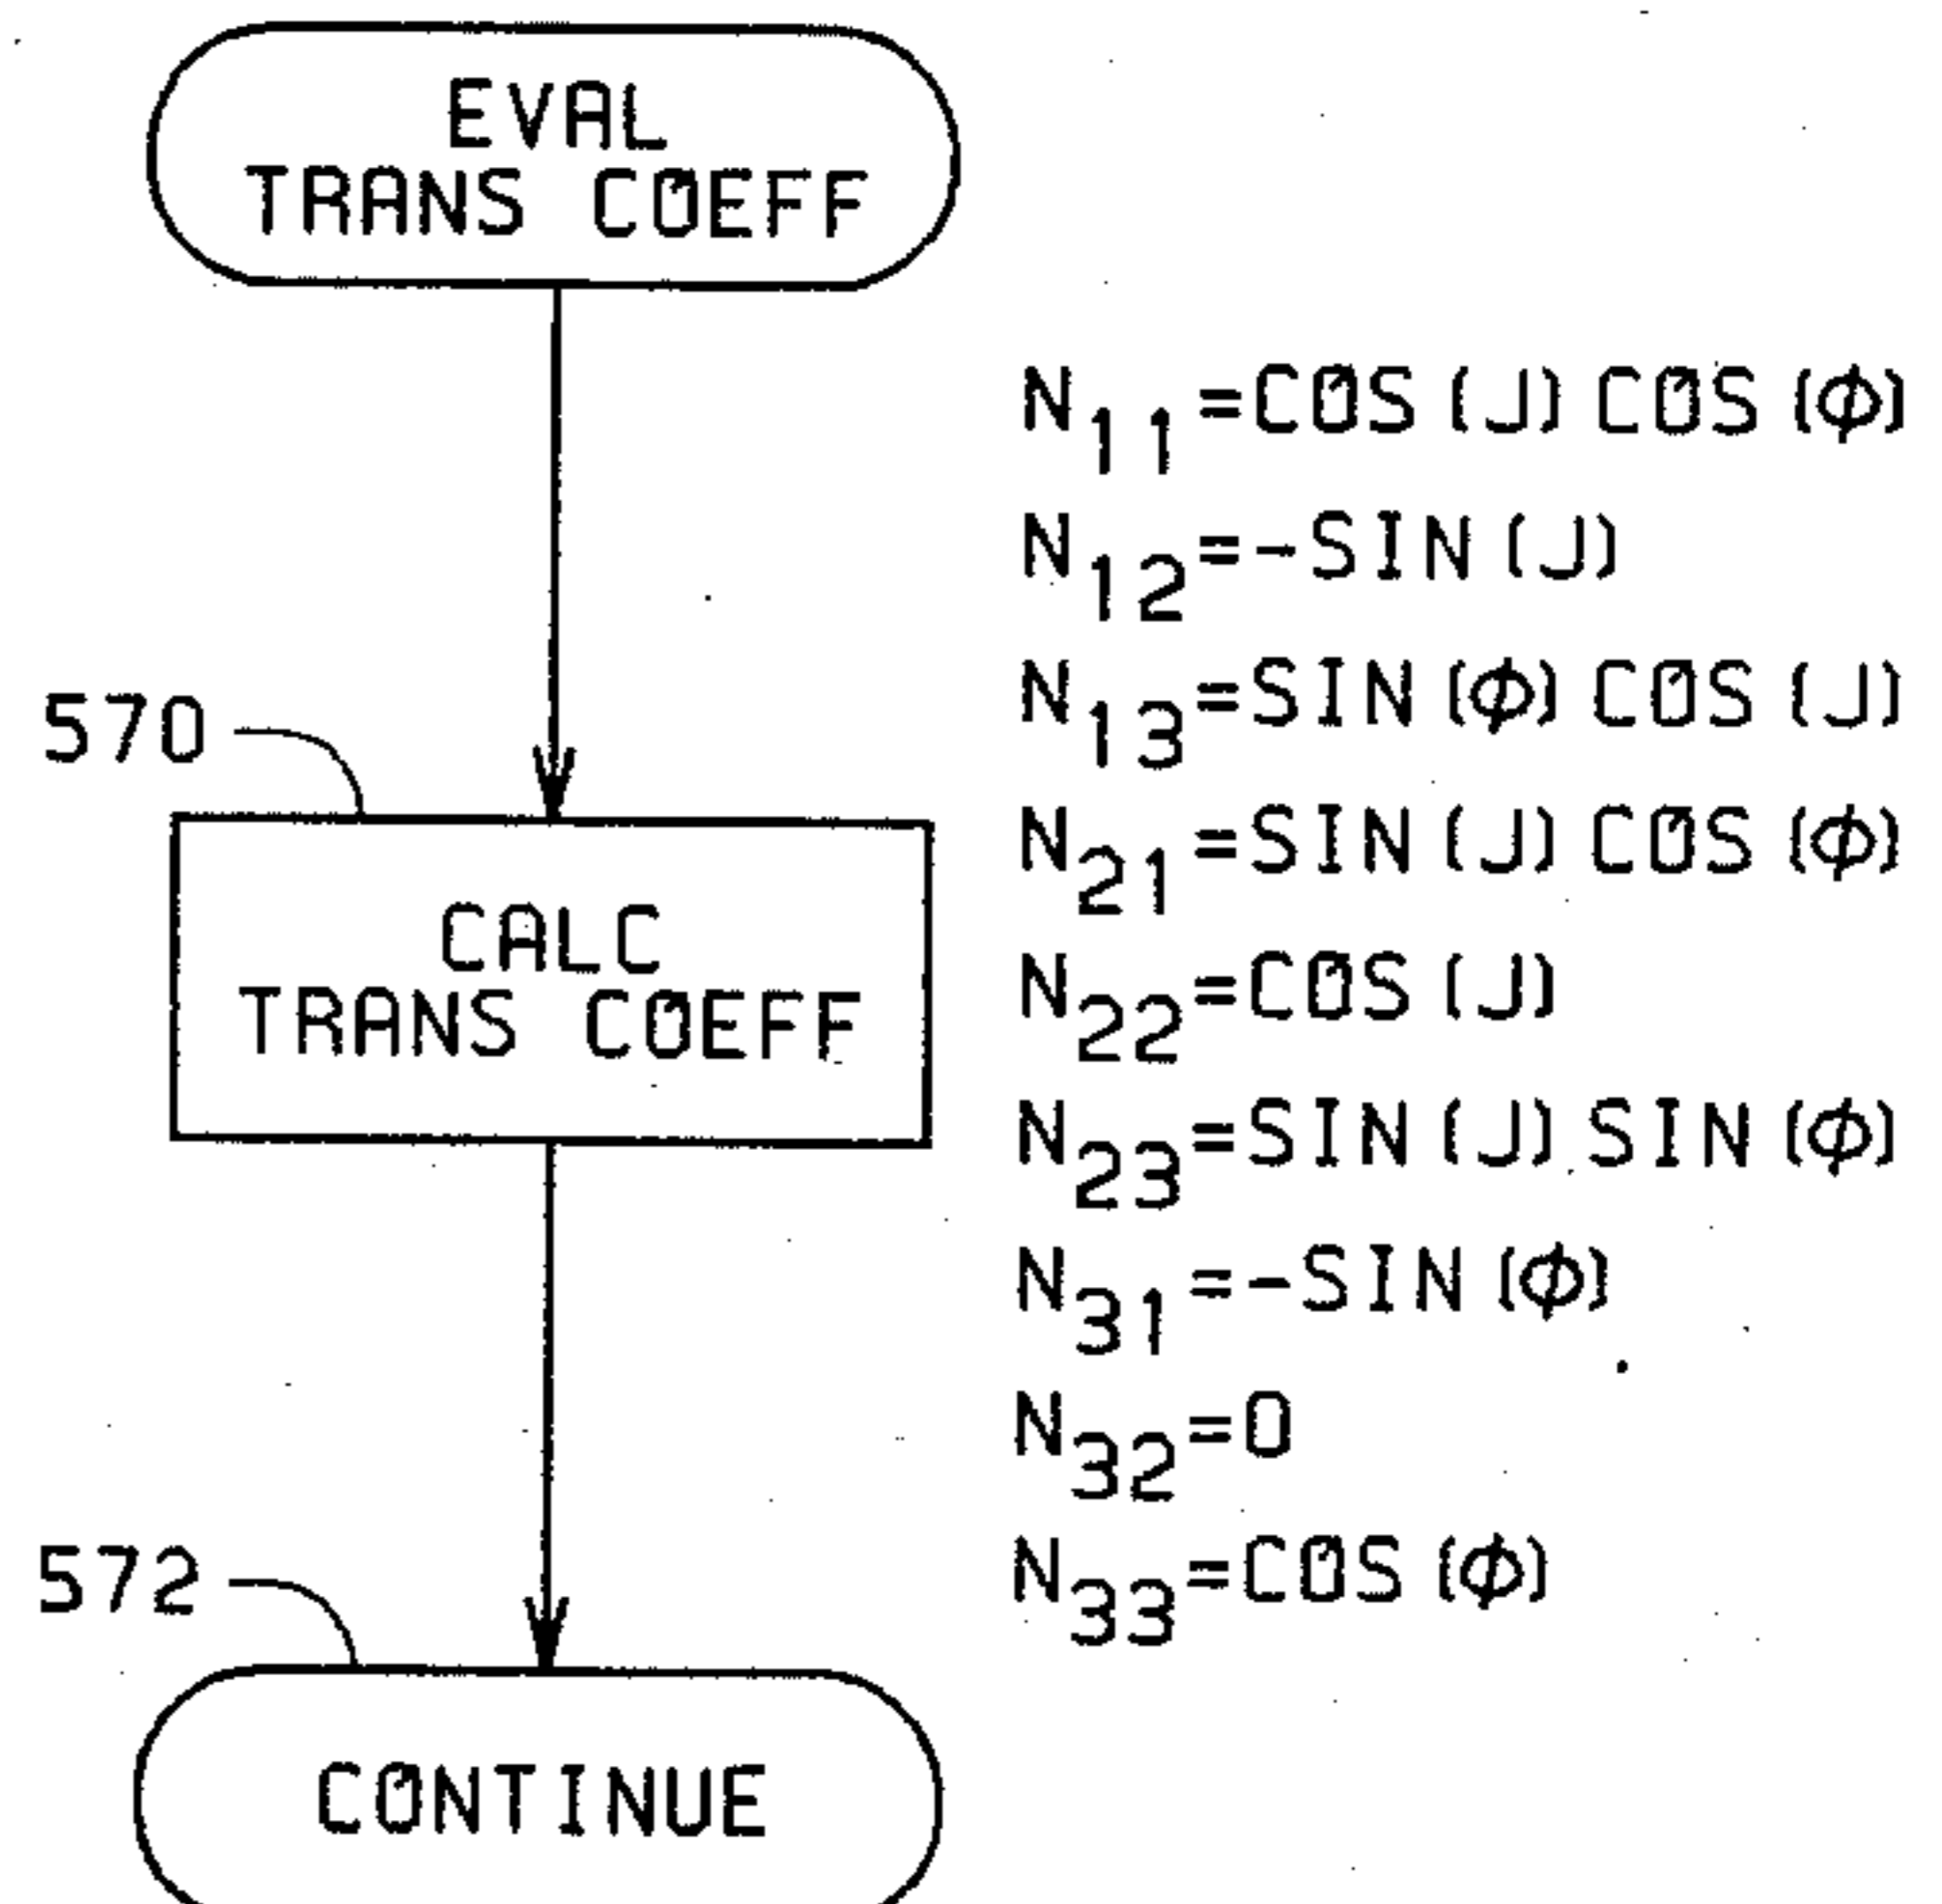 EVAL
TRANS COEFF
N11=COS(J)COS(ϕ)
N12=-SIN(J)
N13=SIN(ϕ)COS(J)
570
N21=SIN(J)COS(ϕ)
CALC
TRANS COEFF
N22=COS(J)
N23=SIN(J)SIN(ϕ)
N31=-SIN(ϕ)
N32=0
N33=COS(ϕ)
572
CONTINUE